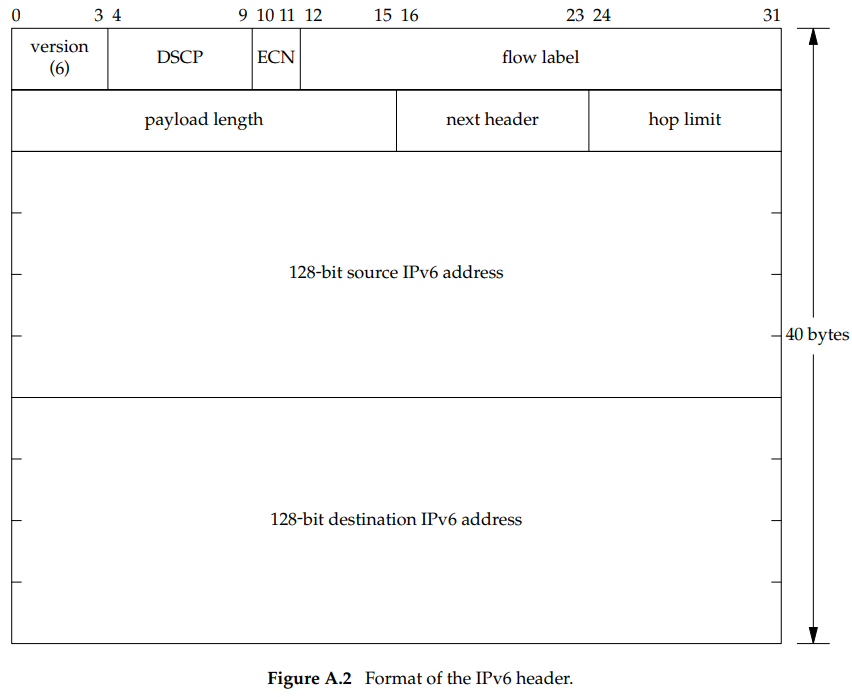 0 3 4 9 10 11 12 15 16 23 24 31
version
(6)
DSCP
ECN
flow label
payload length
next header
hop limit
128-bit source IPv6 address
40 bytes
128-bit destination IPv6 address
Figure A.2 Format of the IPv6 header.